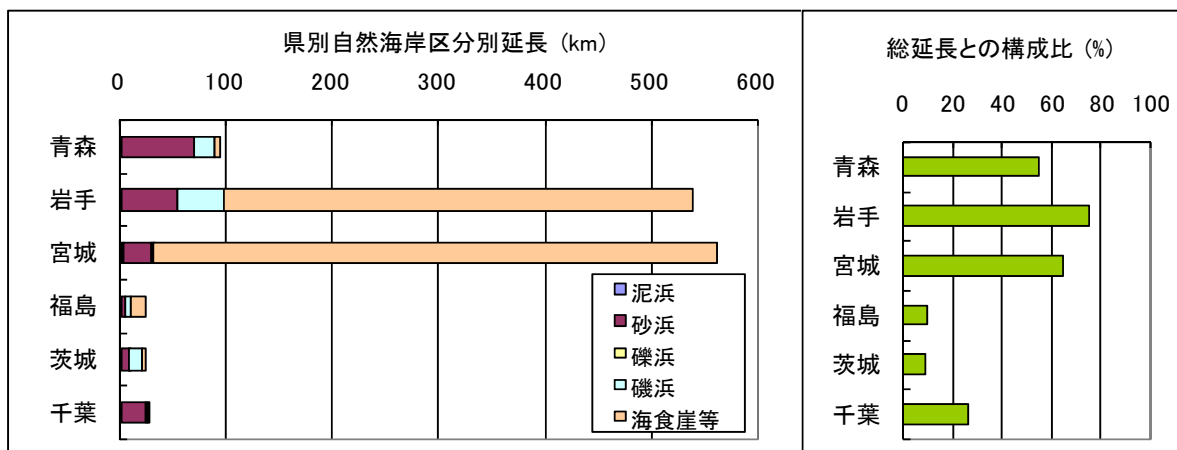 県別自然海岸区分別延長 (km)
0 100 200 300 400 500 600
青森
岩手
宮城
福島
茨城
千葉
泥浜
砂浜
礫浜
磯浜
海食崖等
総延長との構成比 (%)
0 20 40 60 80 100
青森
岩手
宮城
福島
茨城
千葉